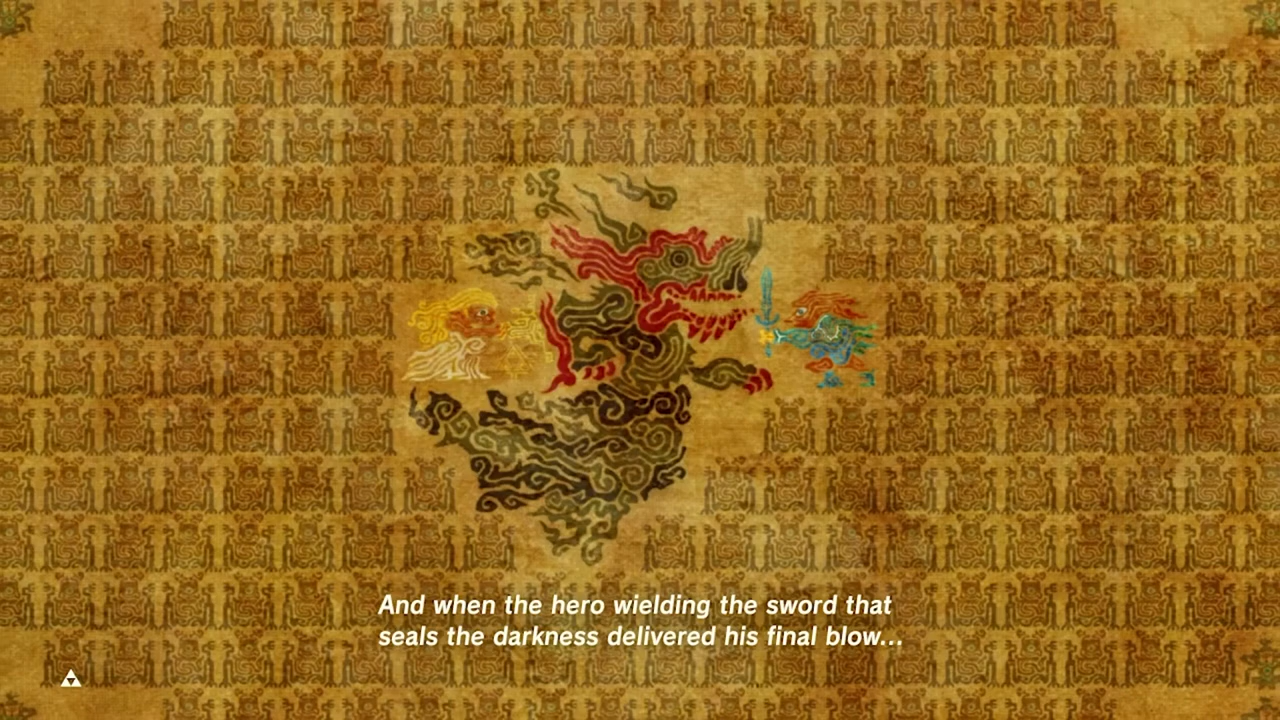 And when the hero wielding the sword that
seals the darkness delivered his final blow...